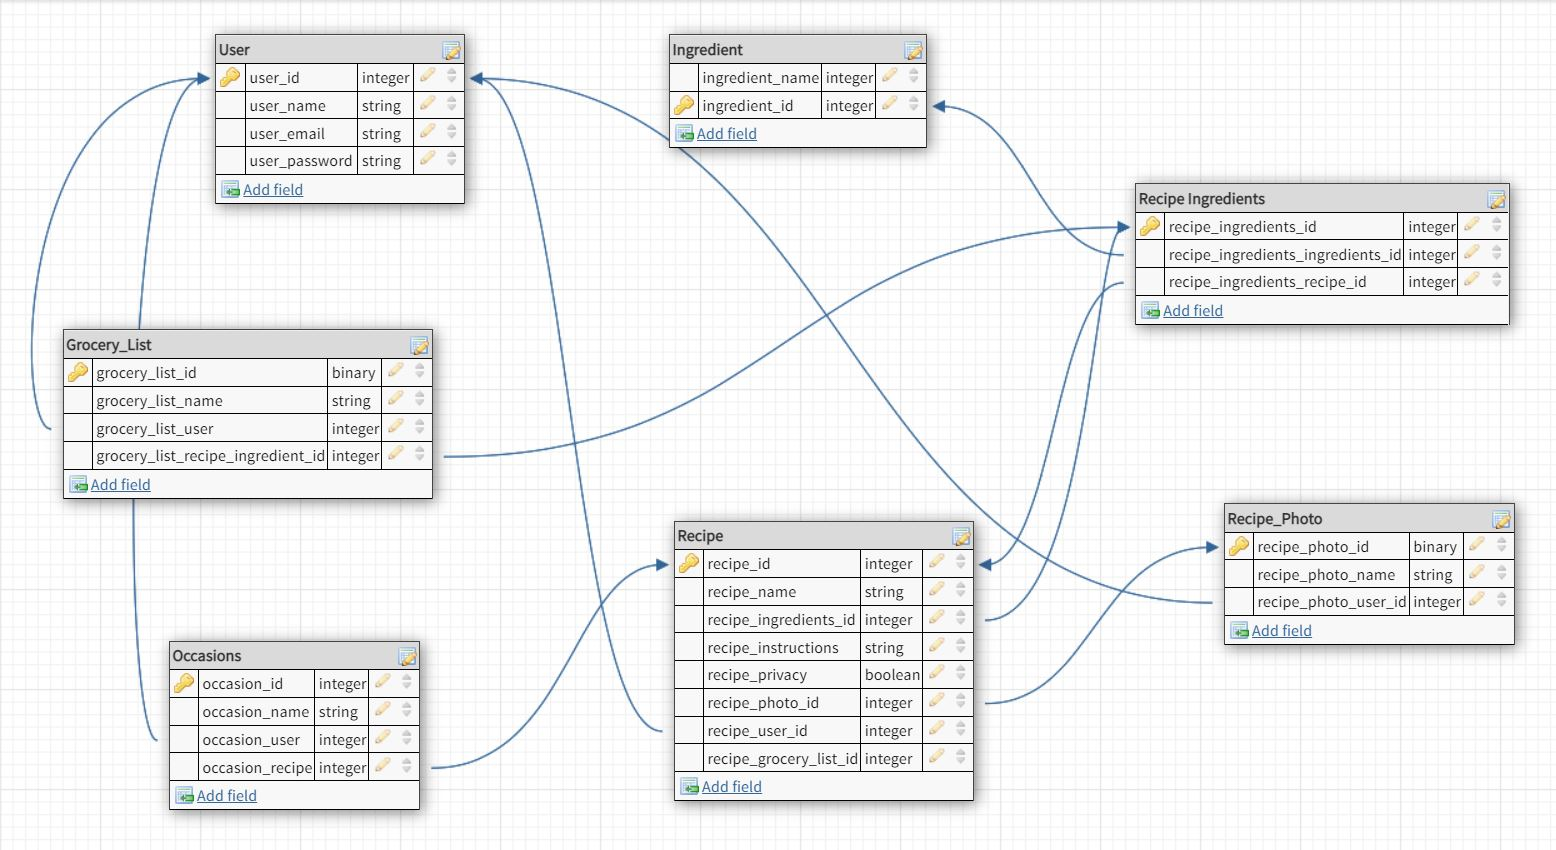 User
user_id integer
user_name string
user_email string
user_password string
Add field
Ingredient
ingredient_name integer
ingredient_id integer
Add field
Recipe Ingredients
recipe_ingredients_id integer
recipe_ingredients_ingredients_id integer
recipe_ingredients_recipe_id integer
Add field
Grocery_List
grocery_list_id binary
grocery_list_name string
grocery_list_user integer
grocery_list_recipe_ingredient_id integer
Add field
Recipe
recipe_id integer
recipe_name string
recipe_ingredients_id integer
recipe_instructions string
recipe_privacy boolean
recipe_photo_id integer
recipe_user_id integer
recipe_grocery_list_id integer
Add field
Recipe_Photo
recipe_photo_id binary
recipe_photo_name string
recipe_photo_user_id integer
Add field
Occasions
occasion_id integer
occasion_name string
occasion_user integer
occasion_recipe integer
Add field